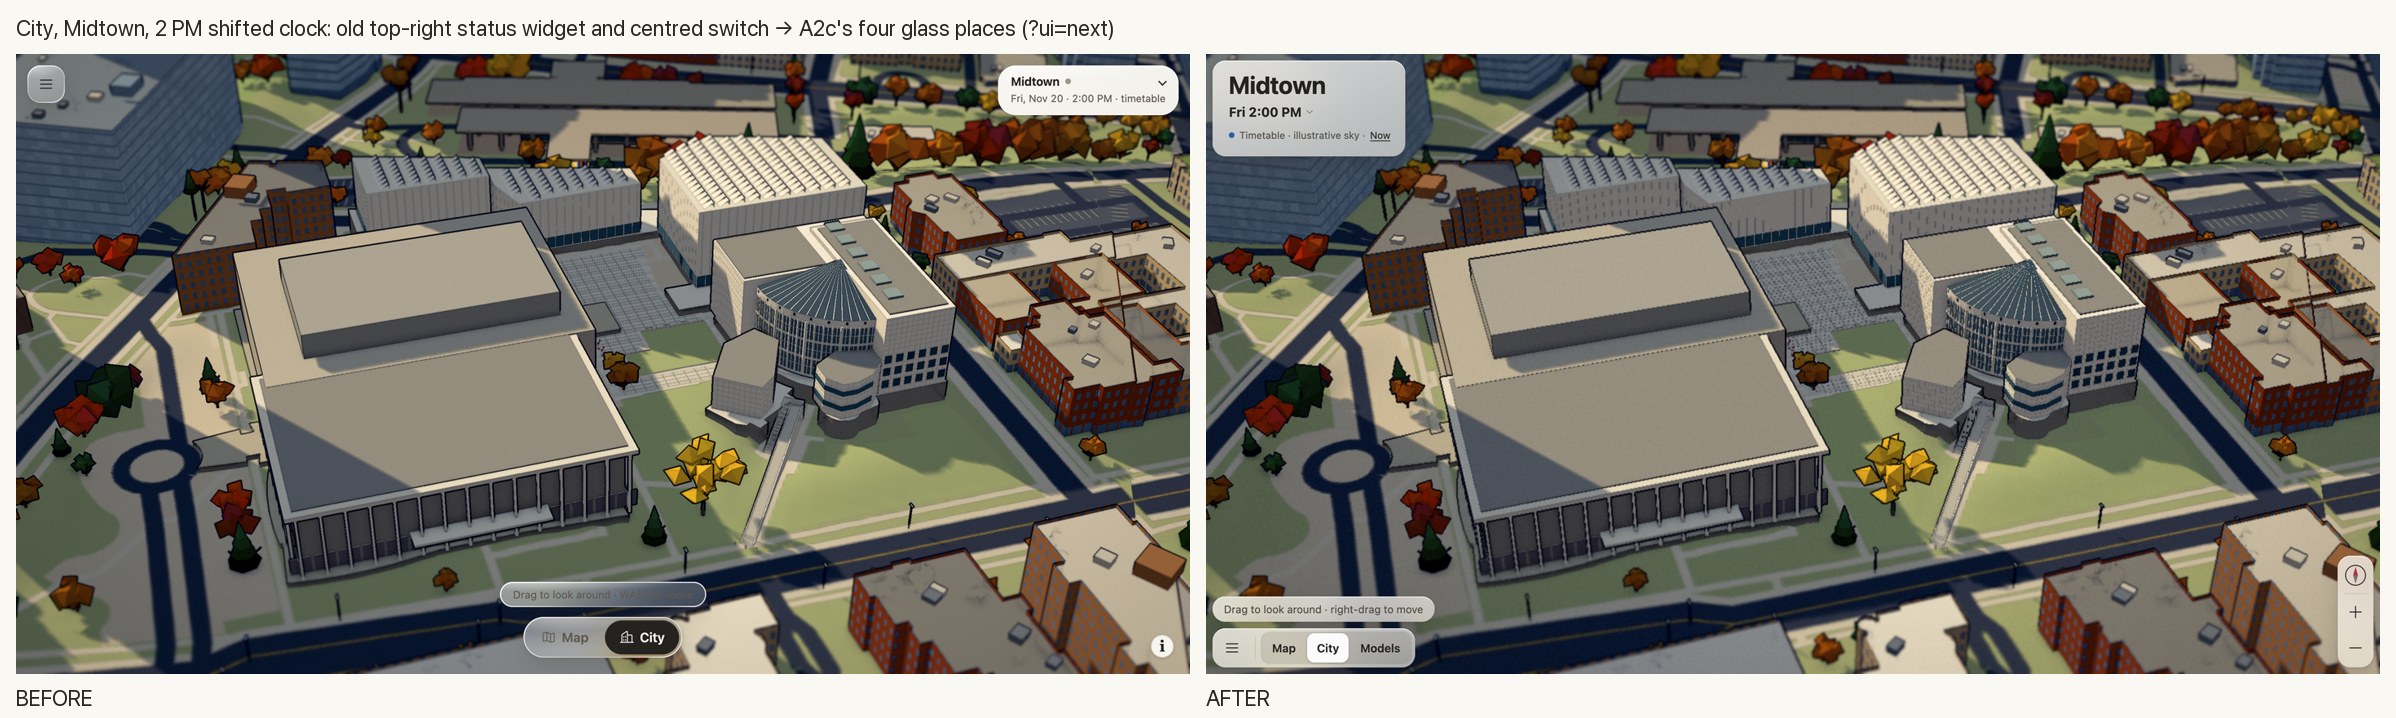 City, Midtown, 2 PM shifted clock: old top-right status widget and centred switch → A2c's four glass places (?ui=next)
Midtown
Fri, Nov 20 · 2:00 PM · timetable
Drag to look around ·
Map City
i
BEFORE
Midtown
Fri 2:00 PM
Timetable · illustrative sky · Now
Drag to look around · right-drag to move
Map City Models
AFTER